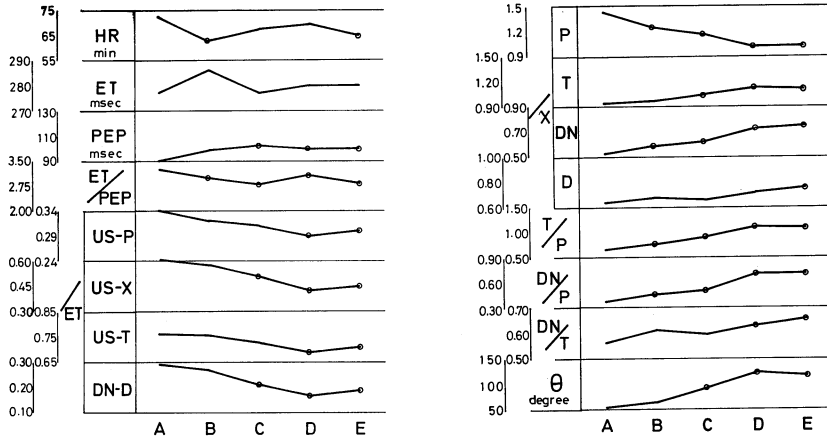 75
HR
65
min
55
290
ET
280
msec
270
130
PEP
110
msec
90
3.50
ET/PEP
2.75
2.00
0.34
US-P
0.29
0.24
0.60
US-X
0.45
0.30
/ET
0.85
US-T
0.75
0.65
0.30
DN-D
0.20
0.10
A B C D E
1.5
P
1.2
0.9
1.50
T
1.20
0.90
/X
0.90
DN
0.70
0.50
1.00
D
0.80
0.60
1.50
T/P
1.00
0.50
0.90
DN/P
0.60
0.30
0.70
DN/T
0.60
0.50
150
θ
100
degree
50
A B C D E